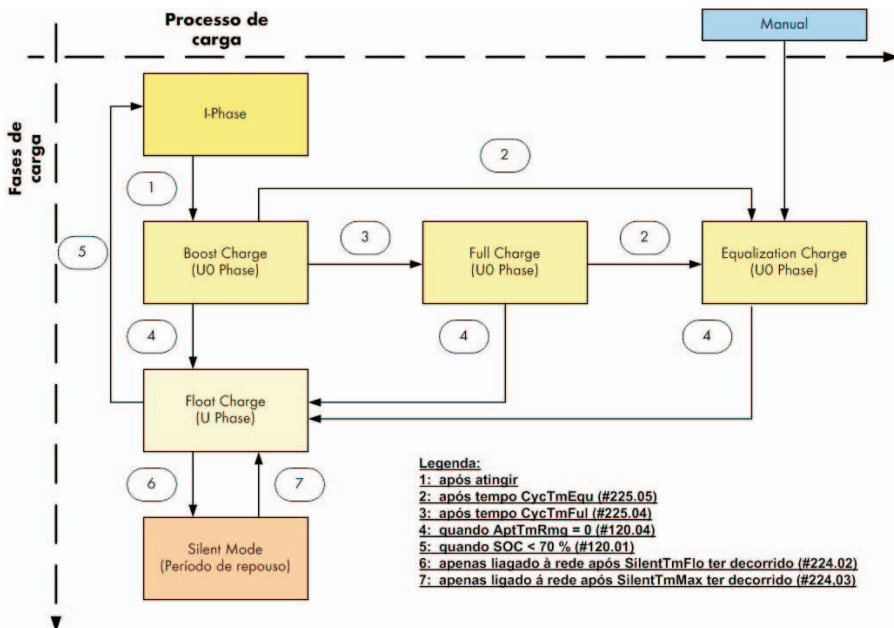 Processo de
carga
Manual
Fases de
carga
I-Phase
1
2
5
Boost Charge
(U0 Phase)
3
Full Charge
(U0 Phase)
2
Equalization Charge
(U0 Phase)
4
4
4
Float Charge
(U Phase)
6
7
Silent Mode
(Período de repouso)
Legenda:
1: após atingir
2: após tempo CycTmEqu (#225.05)
3: após tempo CycTmFul (#225.04)
4: quando AptTmRmg = 0 (#120.04)
5: quando SOC < 70 % (#120.01)
6: apenas liagado à rede após SilentTmFlo ter decorrido (#224.02)
7: apenas ligado á rede após SilentTmMax ter decorrido (#224,03)